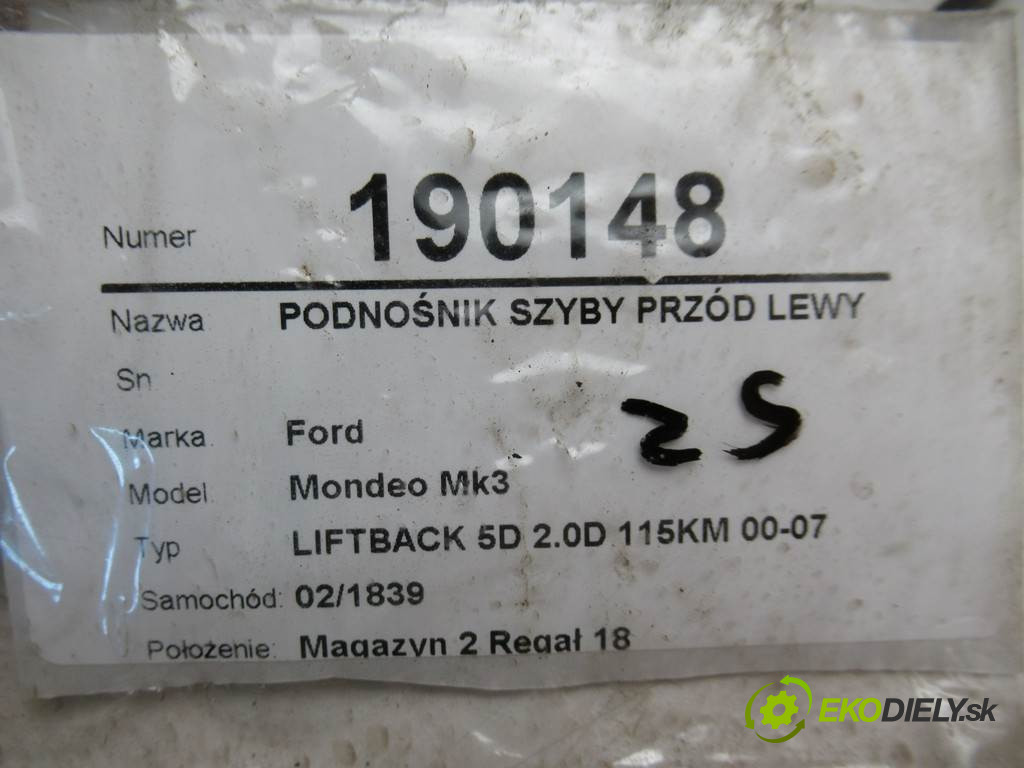 Numer 190148
Nazwa PODNOŚNIK SZYBY PRZÓD LEWY
Sn
Marka Ford
Model Mondeo Mk3
Typ LIFTBACK 5D 2.0D 115KM 00-07
Samochód: 02/1839
Położenie: Magazyn 2 Regał 18
EKODIELY.sk